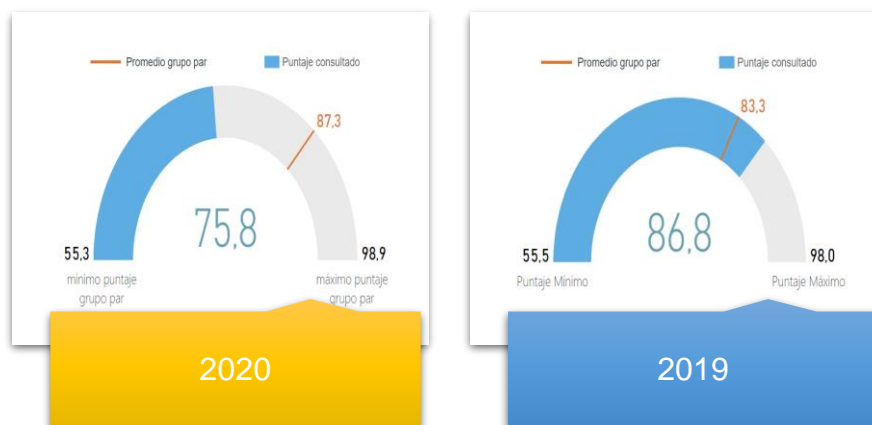 Promedio grupo par
Puntaje consultado
87,3
75,8
55,3
98,9
mínimo puntaje
grupo par
máximo puntaje
grupo par
2020
Promedio grupo par
Puntaje consultado
83,3
86,8
55,5
98,0
Puntaje Mínimo
Puntaje Máximo
2019